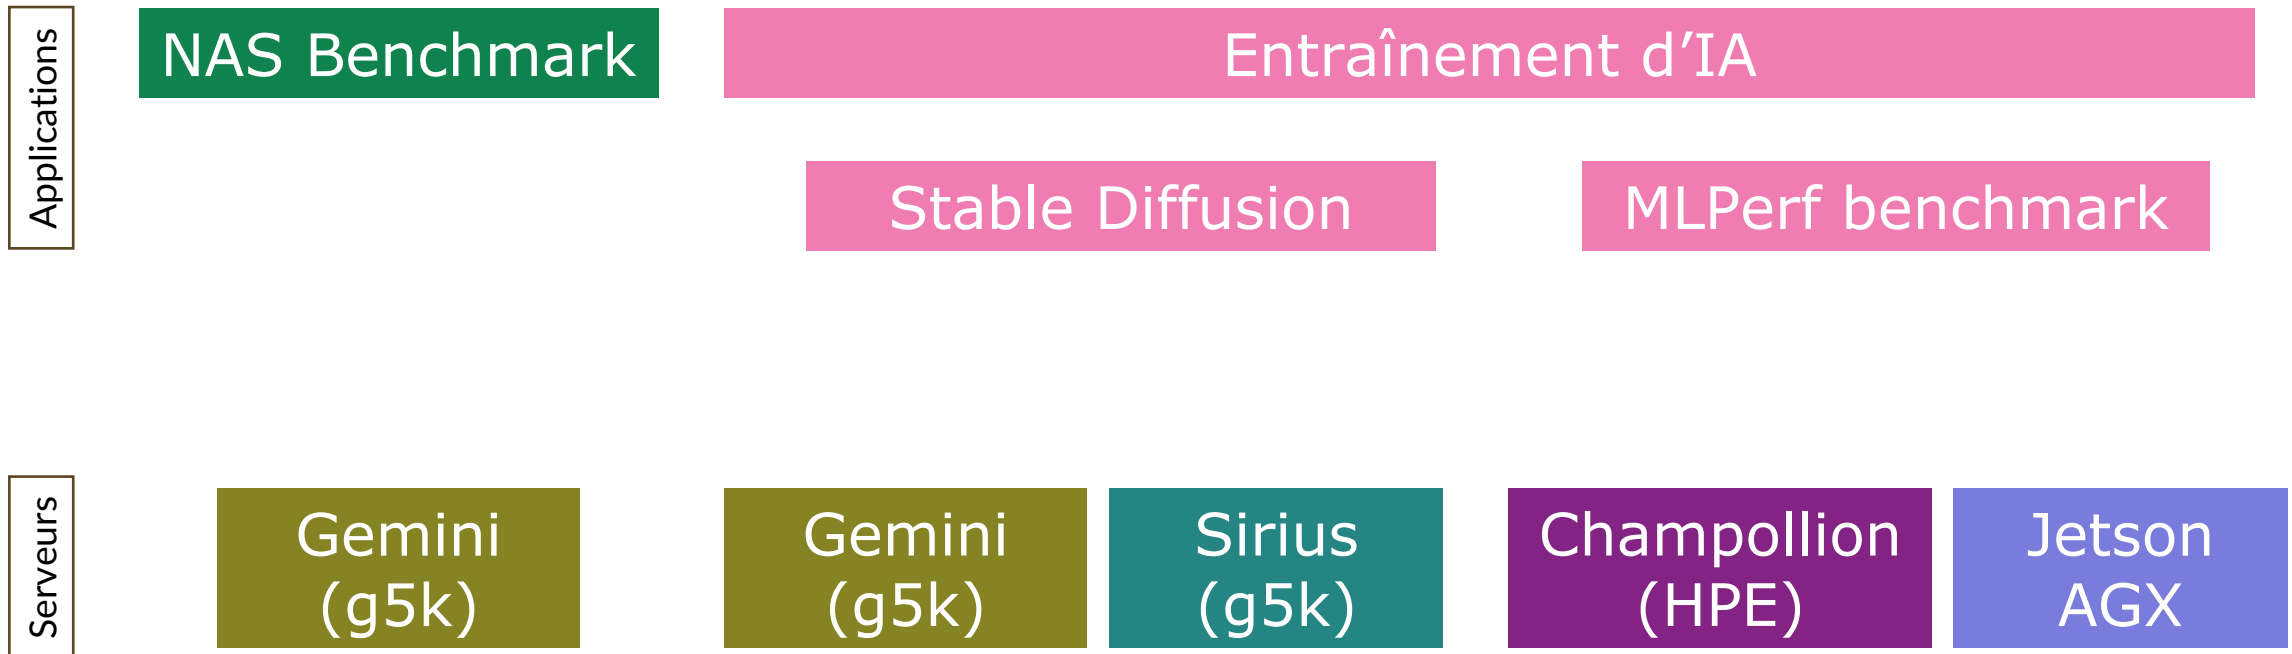 Applications
NAS Benchmark
Entraînement d’IA
Stable Diffusion
MLPerf benchmark
Serveurs
Gemini
(g5k)
Gemini
(g5k)
Sirius
(g5k)
Champollion
(HPE)
Jetson
AGX